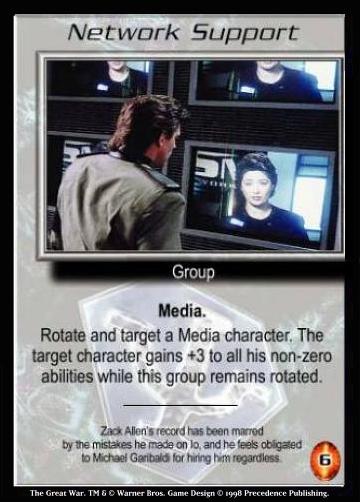 Network Support
Group
Media.
Rotate and target a Media character. The
target character gains +3 to all his non-zero
abilities while this group remains rotated.
Zack Allen's record has been marred
by the mistakes he made on Io, and he feels obligated
to Michael Garibaldi for hiring him regardless.
6
The Great War. TM & © Warner Bros. Game Design © 1998 Precedence Publishing.